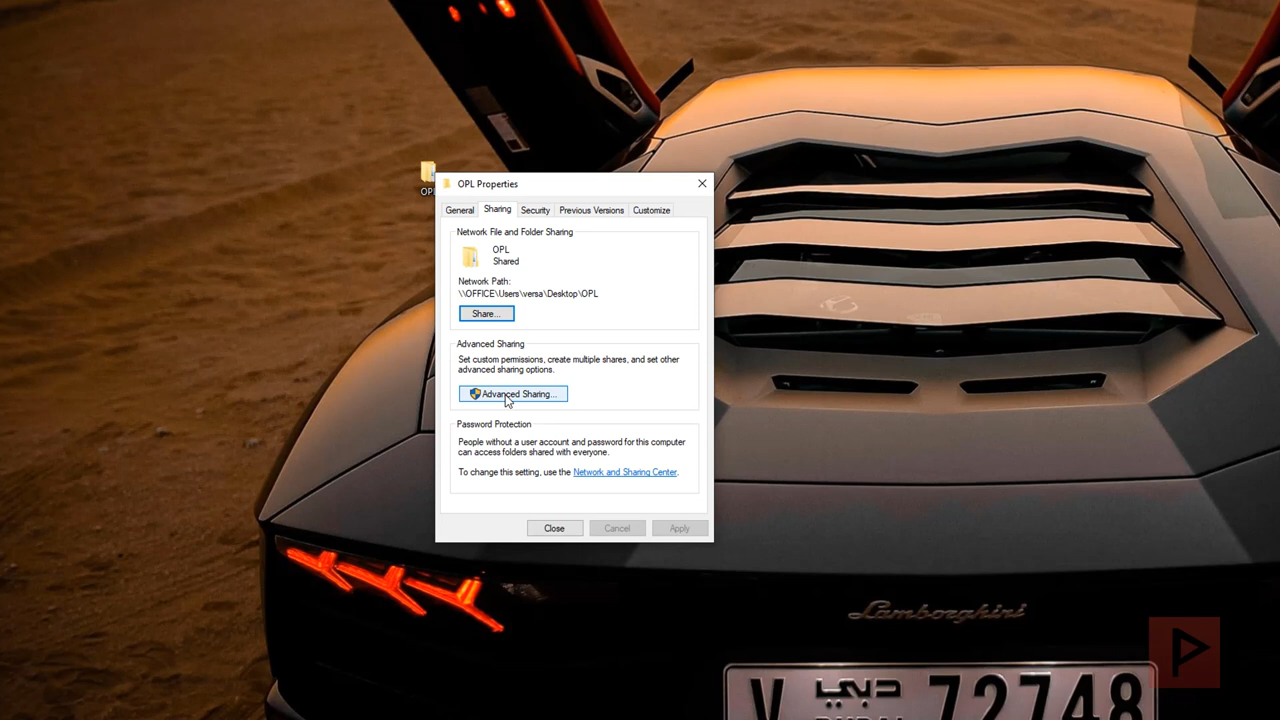 OPL Properties
General Sharing Security Previous Versions Customize
Network File and Folder Sharing
OPL
Shared
Network Path:
\\OFFICE\Users\versa\Desktop\OPL
Share...
Advanced Sharing
Set custom permissions, create multiple shares, and set other
advanced sharing options.
Advanced Sharing...
Password Protection
People without a user account and password for this computer
can access folders shared with everyone.
To change this setting, use the Network and Sharing Center.
Close Cancel Apply
Lamborghini
V دبي 72748
DUBAI